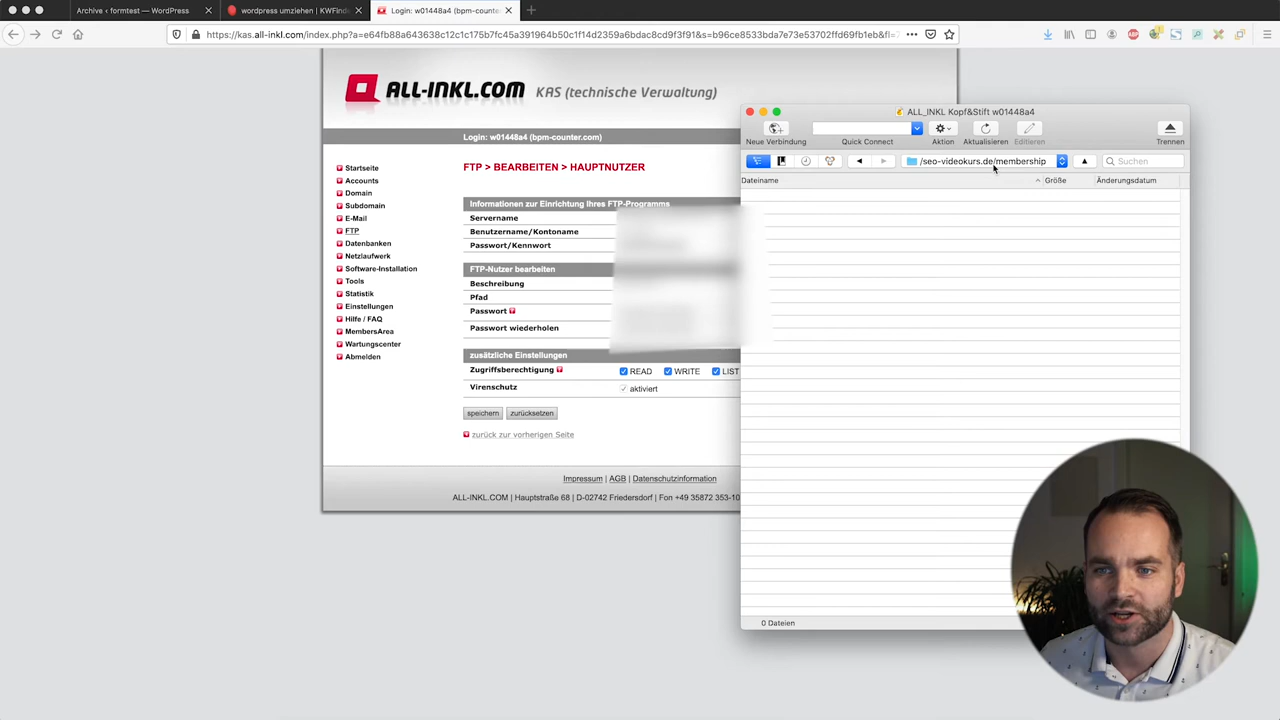 Archive ‹ formtest — WordPress
wordpress umziehen | KWFinde
Login: w01448a4 (bpm-counter
https://kas.all-inkl.com/index.php?
ALL-INKL.COM KAS (technische Verwaltung)
Login: w01448a4 (bpm-counter.com)
FTP > BEARBEITEN > HAUPTNUTZER
Startseite
Accounts
Domain
Subdomain
E-Mail
FTP
Datenbanken
Netzlaufwerk
Software-Installation
Tools
Statistik
Einstellungen
Hilfe / FAQ
MembersArea
Wartungscenter
Abmelden
Informationen zur Einrichtung Ihres FTP-Programms
Servername
Benutzername/Kontoname
Passwort/Kennwort
FTP-Nutzer bearbeiten
Beschreibung
Pfad
Passwort
Passwort wiederholen
zusätzliche Einstellungen
Zugriffsberechtigung READ WRITE LIST
Virenschutz aktiviert
speichern zurücksetzen
zurück zur vorherigen Seite
Impressum | AGB | Datenschutzinformation
ALL-INKL.COM | Hauptstraße 68 | D-02742 Friedersdorf | Fon +49 35872 353-10
ALL_INKL Kopf&Stift w01448a4
Neue Verbindung Quick Connect Aktion Aktualisieren Editieren Trennen
/seo-videokurs.de/membership Suchen
Dateiname Größe Änderungsdatum
0 Dateien